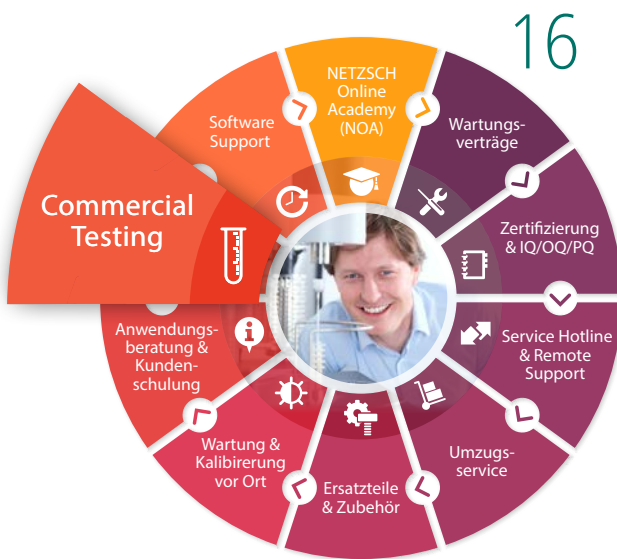 16
NETZSCH
Online
Academy
(NOA)
Wartungs-
verträge
Zertifizierung
& IQ/OQ/PQ
Service Hotline
& Remote
Support
Umzugs-
service
Ersatzteile
& Zubehör
Wartung &
Kalibirerung
vor Ort
Anwendungs-
beratung &
Kunden-
schulung
Commercial
Testing
Software
Support